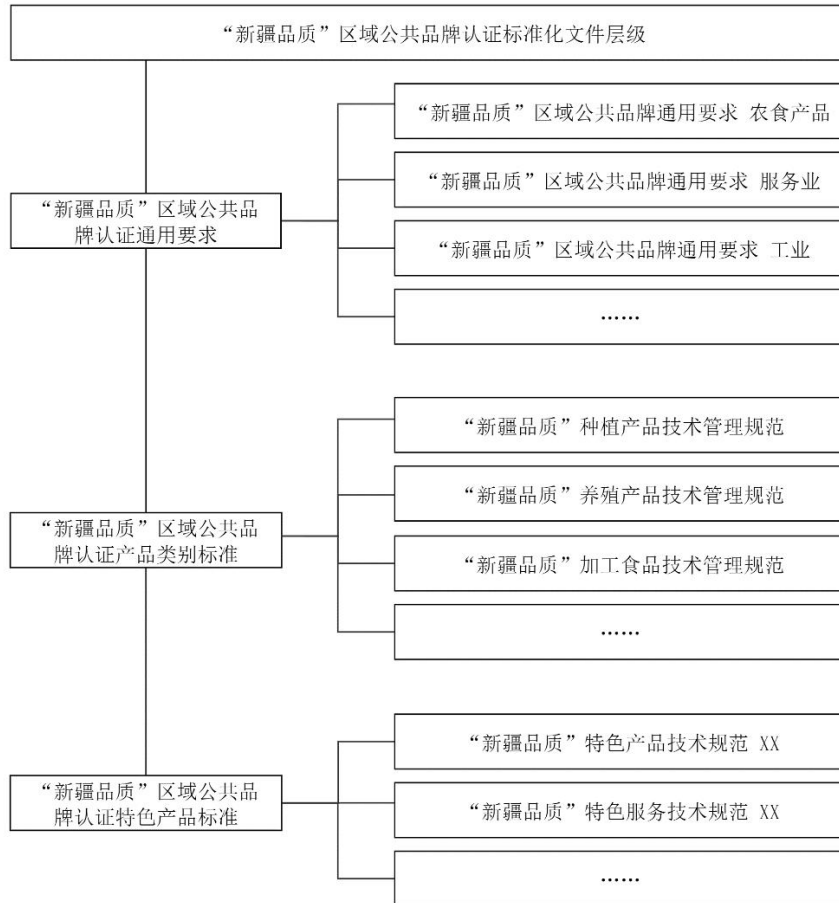 “新疆品质”区域公共品牌认证标准化文件层级
“新疆品质”区域公共品
牌认证通用要求
“新疆品质”区域公共品牌通用要求 农食产品
“新疆品质”区域公共品牌通用要求 服务业
“新疆品质”区域公共品牌通用要求 工业
……
“新疆品质”区域公共品
牌认证产品类别标准
“新疆品质”种植产品技术管理规范
“新疆品质”养殖产品技术管理规范
“新疆品质”加工食品技术管理规范
……
“新疆品质”区域公共品
牌认证特色产品标准
“新疆品质”特色产品技术规范 XX
“新疆品质”特色服务技术规范 XX
……